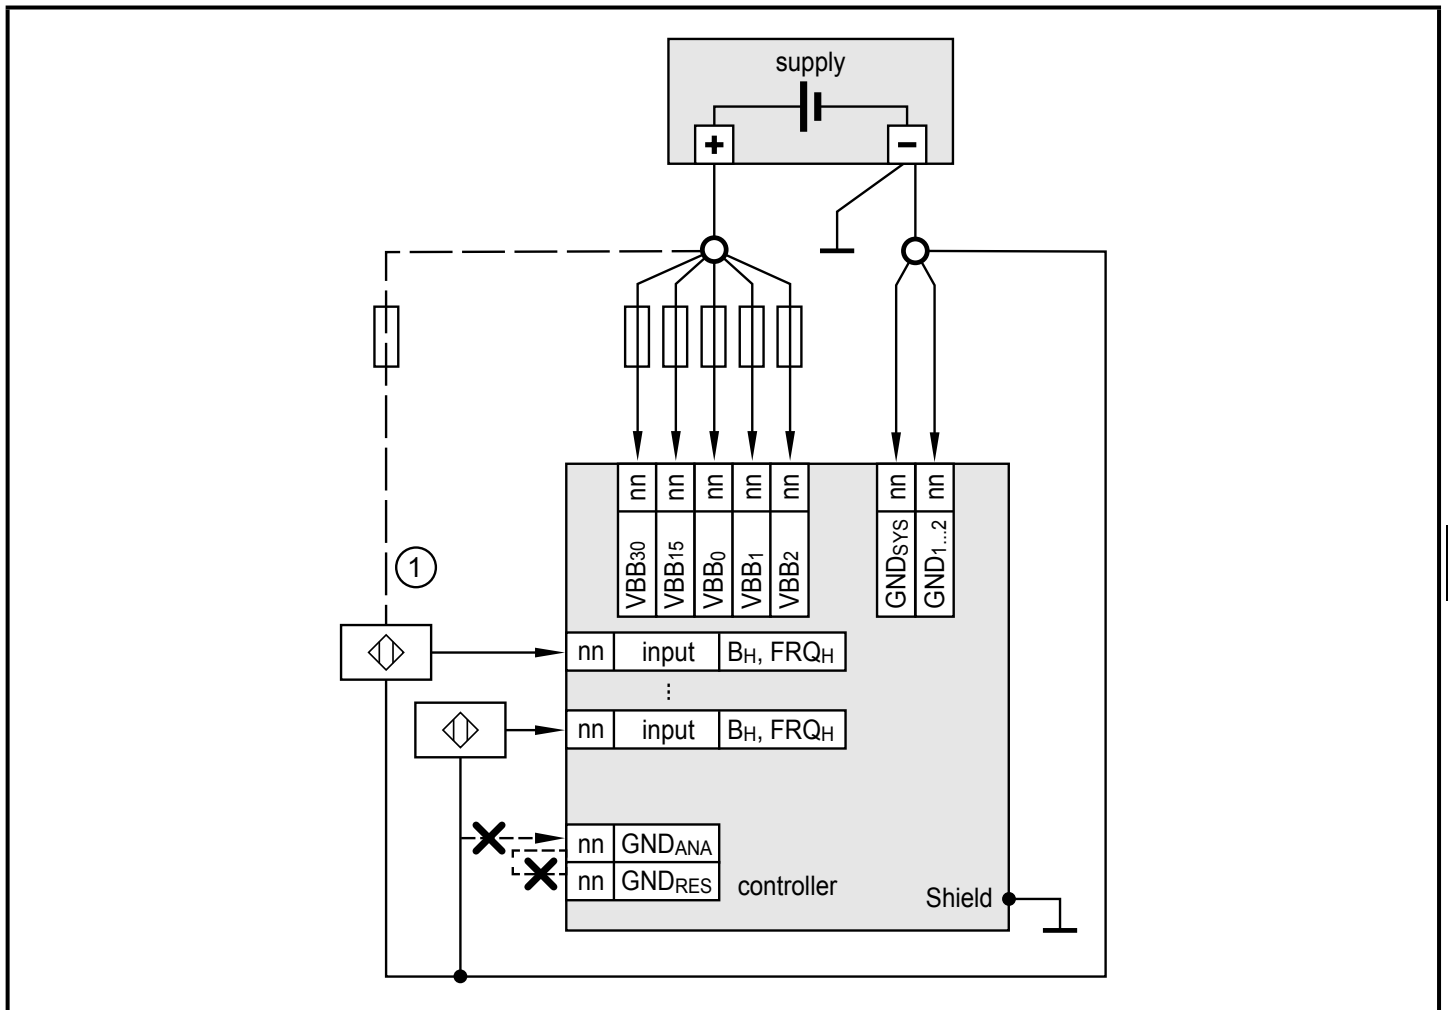 supply
+ −
nn nn nn nn nn nn nn
VBB30 VBB15 VBB0 VBB1 VBB2 GNDSYS GND1...2
1
nn input BH, FRQH
...
nn input BH, FRQH
nn GNDANA
nn GNDRES
controller
Shield